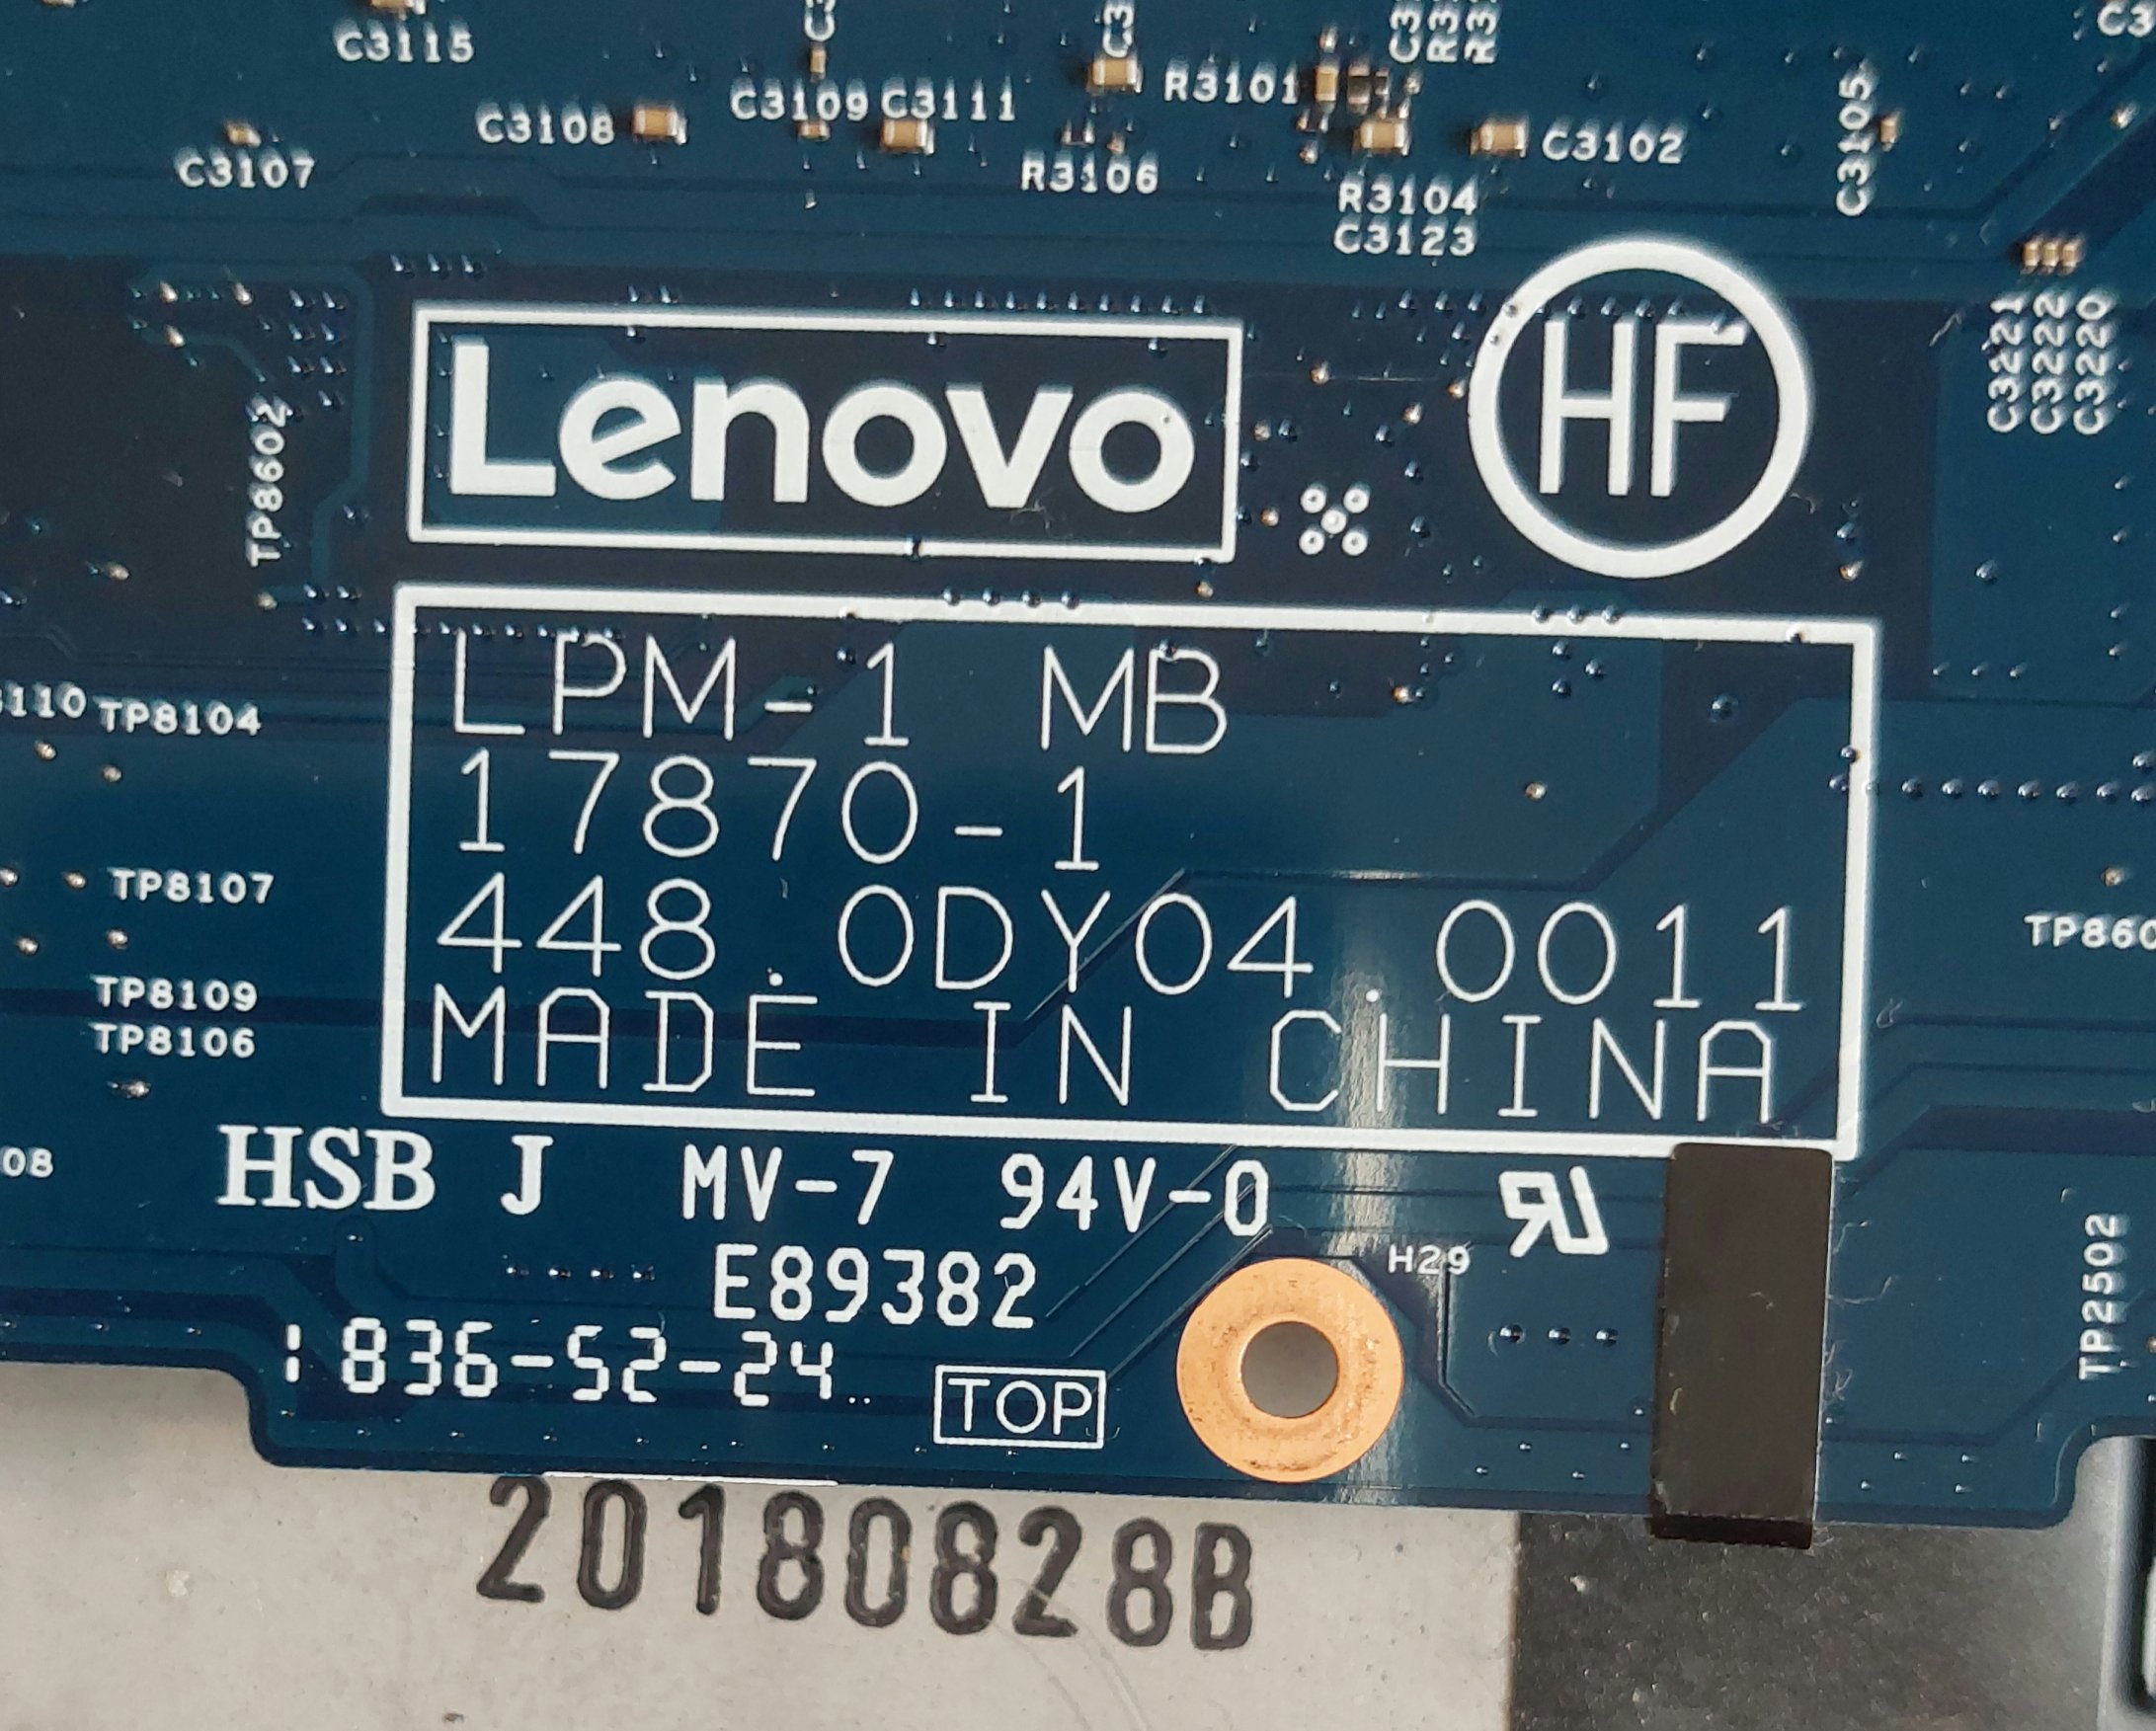 C3115
C3109 C3111
R3101
C3108
C3107
R3106
C3102
C3105
R3104
C3123
C3221
C3222
C3220
TP8602
Lenovo
HF
LPM-1 MB
17870-1
448.0DY04.0011
MADE IN CHINA
TP8104
TP8107
TP8109
TP8106
HSB J MV-7 94V-0
E89382
H29
1836-52-24
TOP
TP2502
20180828B